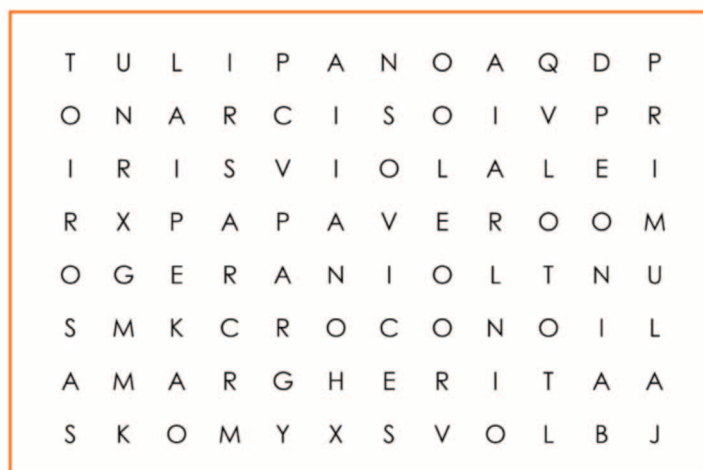 T U L I P A N O A Q D P
O N A R C I S O I V P R
I R I S V I O L A L E I
R X P A P A V E R O O M
O G E R A N I O L T N U
S M K C R O C O N O I L
A M A R G H E R I T A A
S K O M Y X S V O L B J